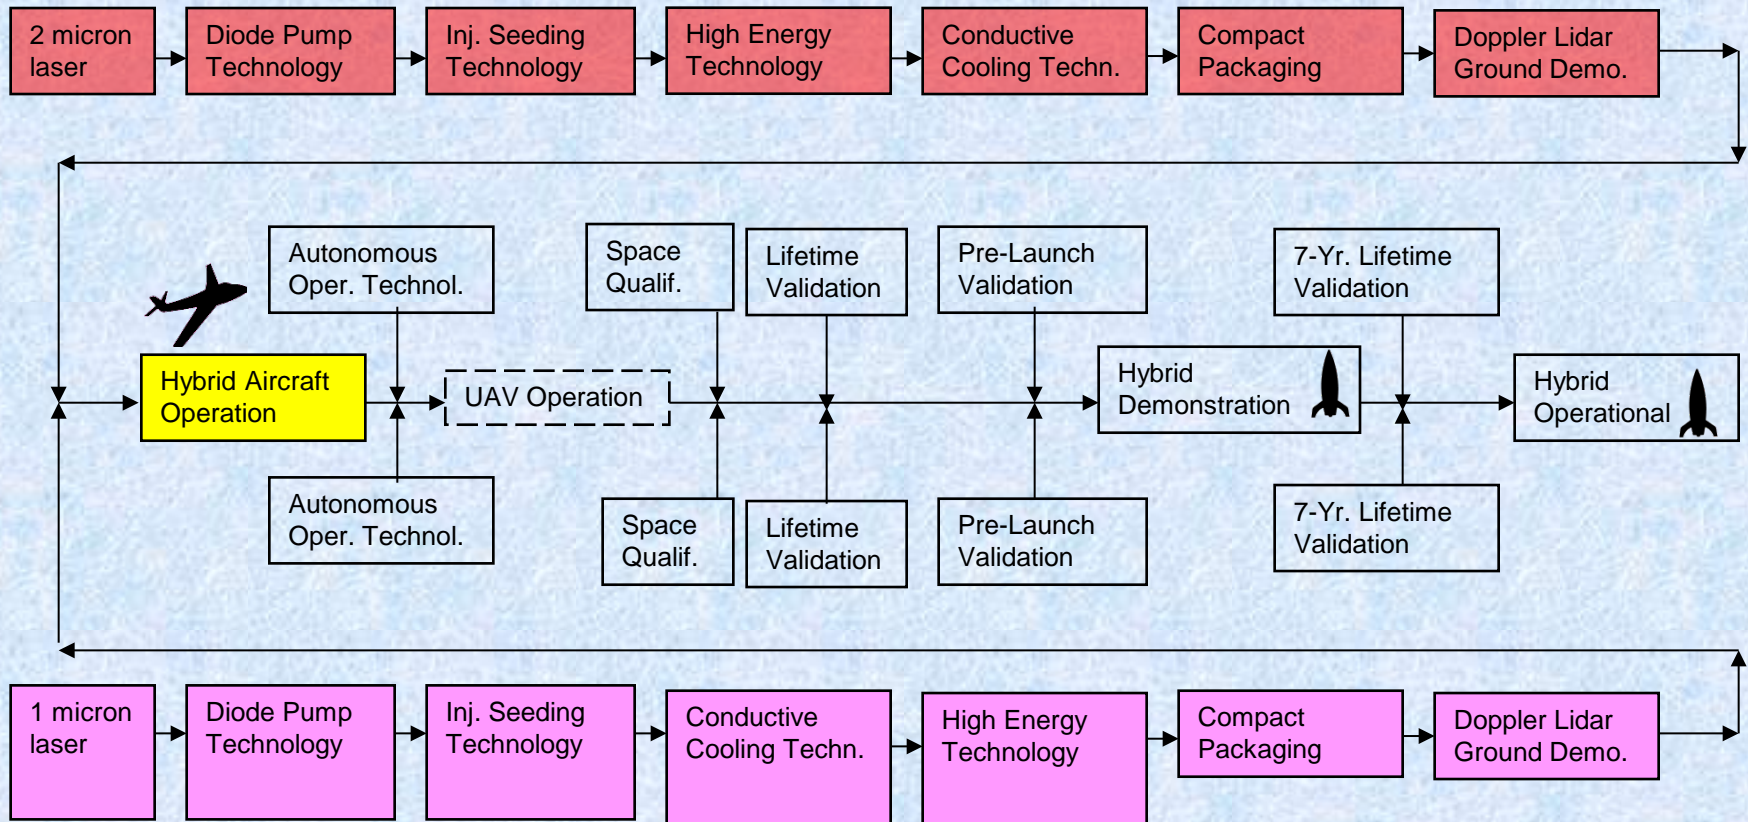 2 micron
laser
Diode Pump
Technology
Inj. Seeding
Technology
High Energy
Technology
Conductive
Cooling Techn.
Compact
Packaging
Doppler Lidar
Ground Demo.
Autonomous
Oper. Technol.
Space
Qualif.
Lifetime
Validation
Pre-Launch
Validation
7-Yr. Lifetime
Validation
Hybrid Aircraft
Operation
UAV Operation
Hybrid
Demonstration
Hybrid
Operational
Autonomous
Oper. Technol.
Space
Qualif.
Lifetime
Validation
Pre-Launch
Validation
7-Yr. Lifetime
Validation
1 micron
laser
Diode Pump
Technology
Inj. Seeding
Technology
Conductive
Cooling Techn.
High Energy
Technology
Compact
Packaging
Doppler Lidar
Ground Demo.